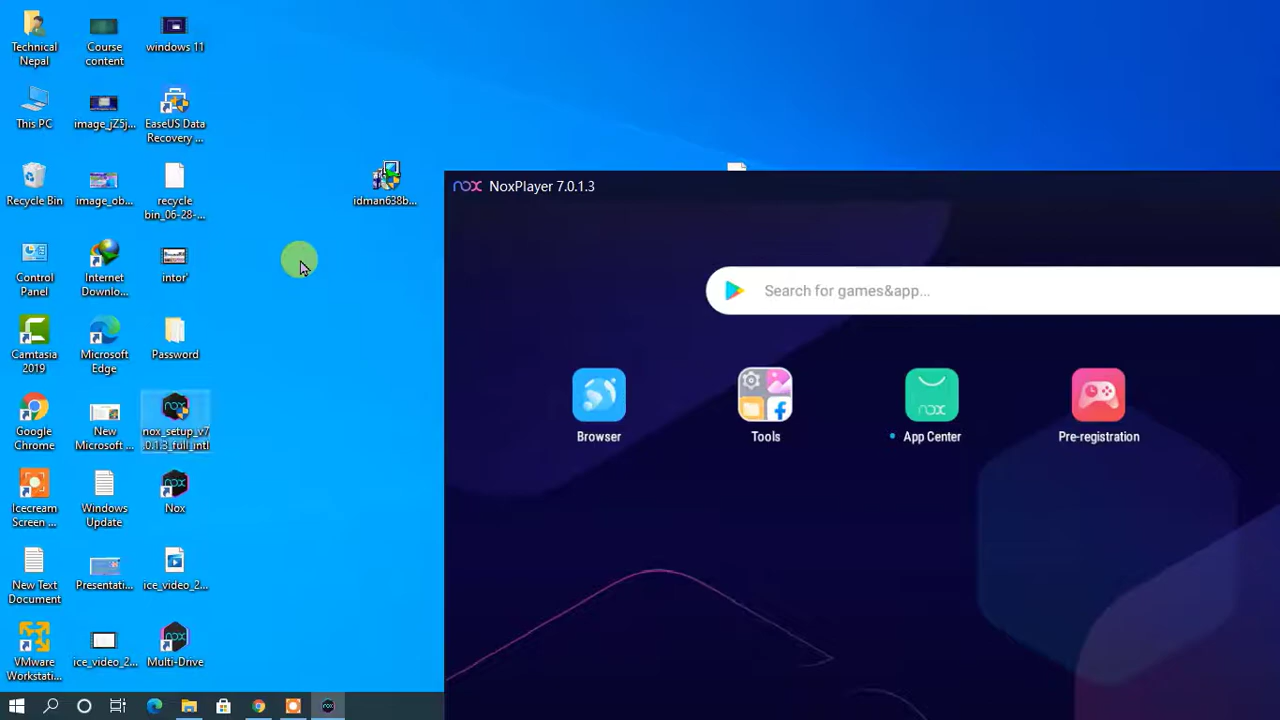 Technical
Nepal
Course
content
windows 11
This PC
image_jZ5j...
EaseUS Data
Recovery ...
Recycle Bin
image_ob...
recycle
bin_06-28-...
idman638b...
Control
Panel
Internet
Downlo...
intor'
Camtasia
2019
Microsoft
Edge
Password
Google
Chrome
New
Microsoft ...
nox_setup_v7
.0.1.3_full_intl
Icecream
Screen ...
Windows
Update
Nox
New Text
Document
Presentati...
ice_video_2...
VMware
Workstati...
ice_video_2...
Multi-Drive
nox NoxPlayer 7.0.1.3
Search for games&app...
Browser
Tools
App Center
Pre-registration